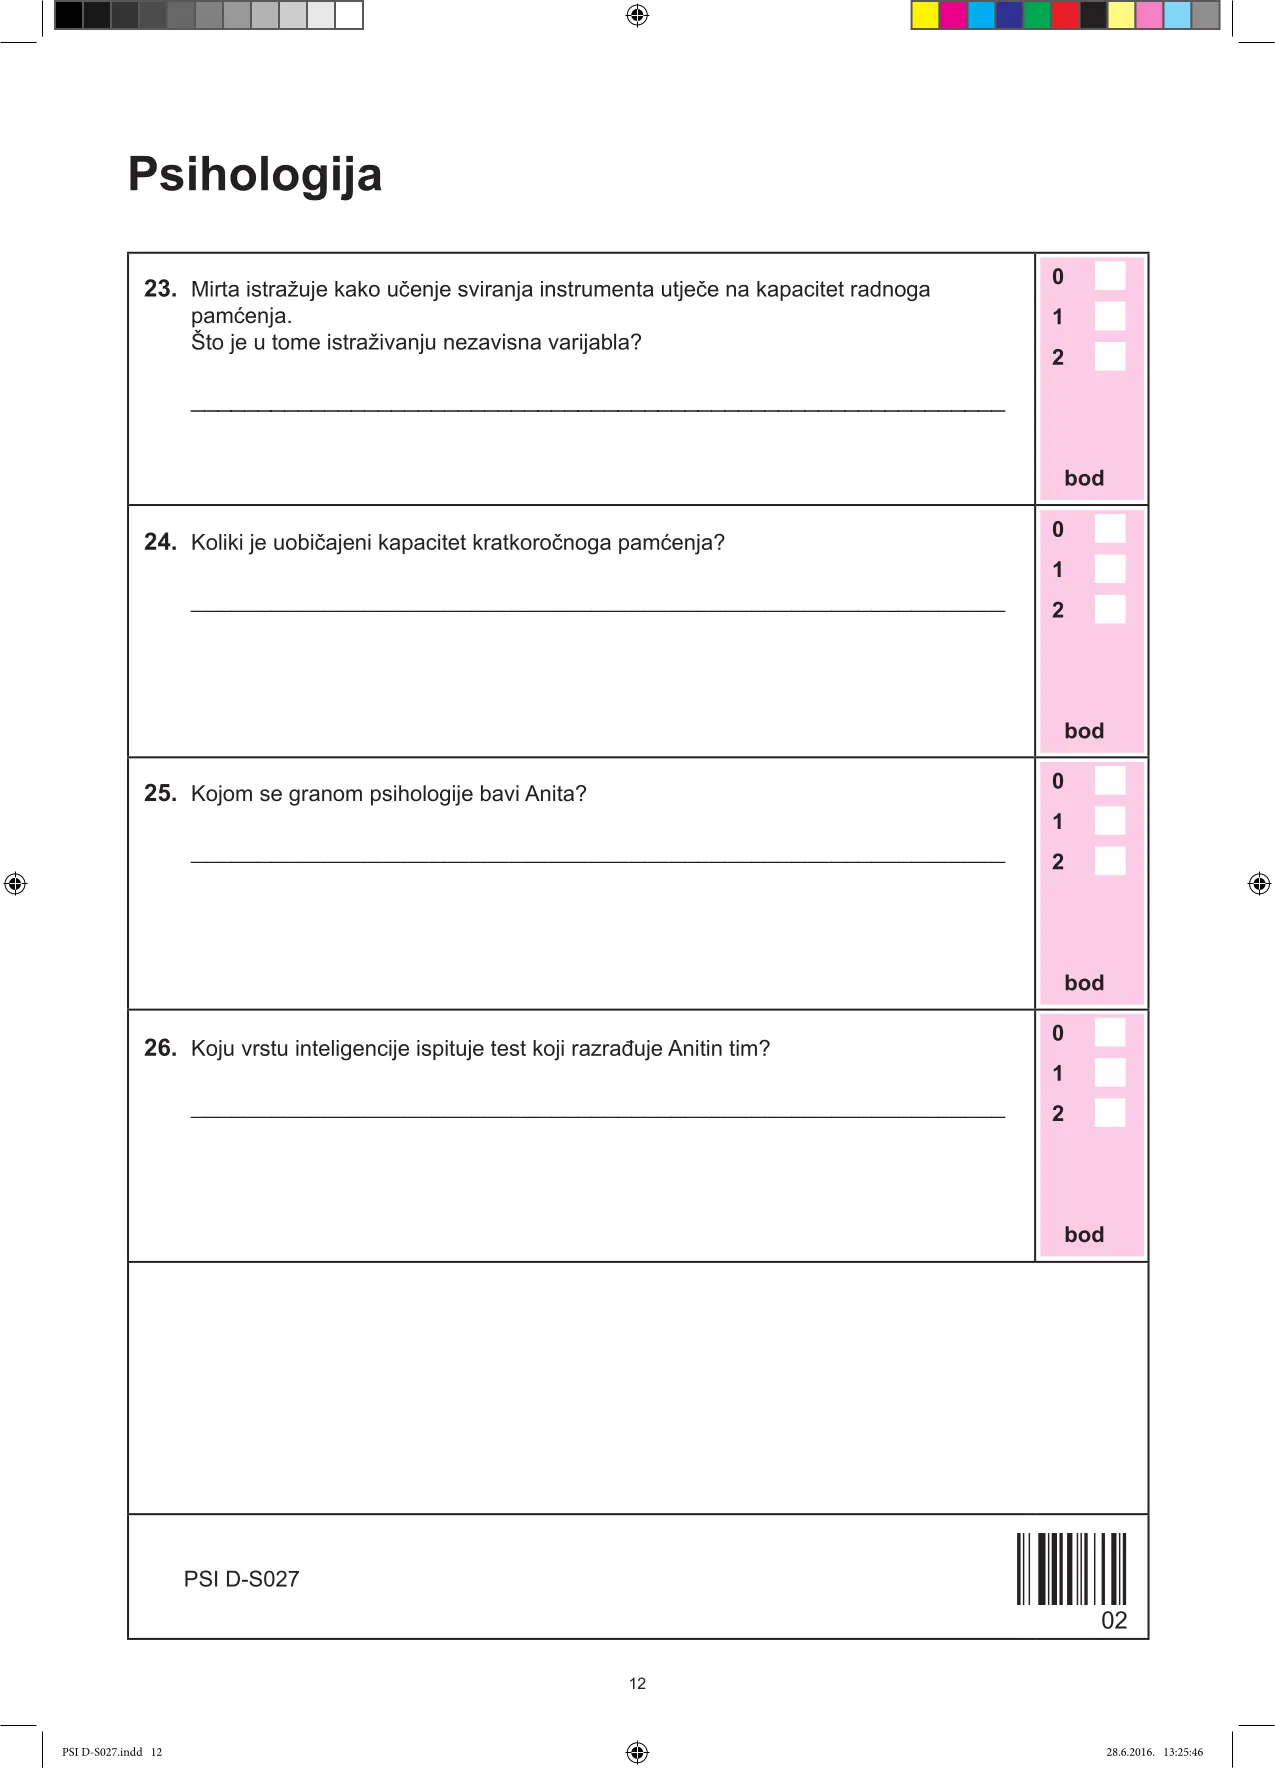 Psihologija
23. Mirta istražuje kako učenje sviranja instrumenta utječe na kapacitet radnoga
pamćenja.
Što je u tome istraživanju nezavisna varijabla?
0
1
2
bod
24. Koliki je uobičajeni kapacitet kratkoročnoga pamćenja?
0
1
2
bod
25. Kojom se granom psihologije bavi Anita?
0
1
2
bod
26. Koju vrstu inteligencije ispituje test koji razrađuje Anitin tim?
0
1
2
bod
PSI D-S027
02
12
PSI D-S027.indd 12
28.6.2016. 13:25:46